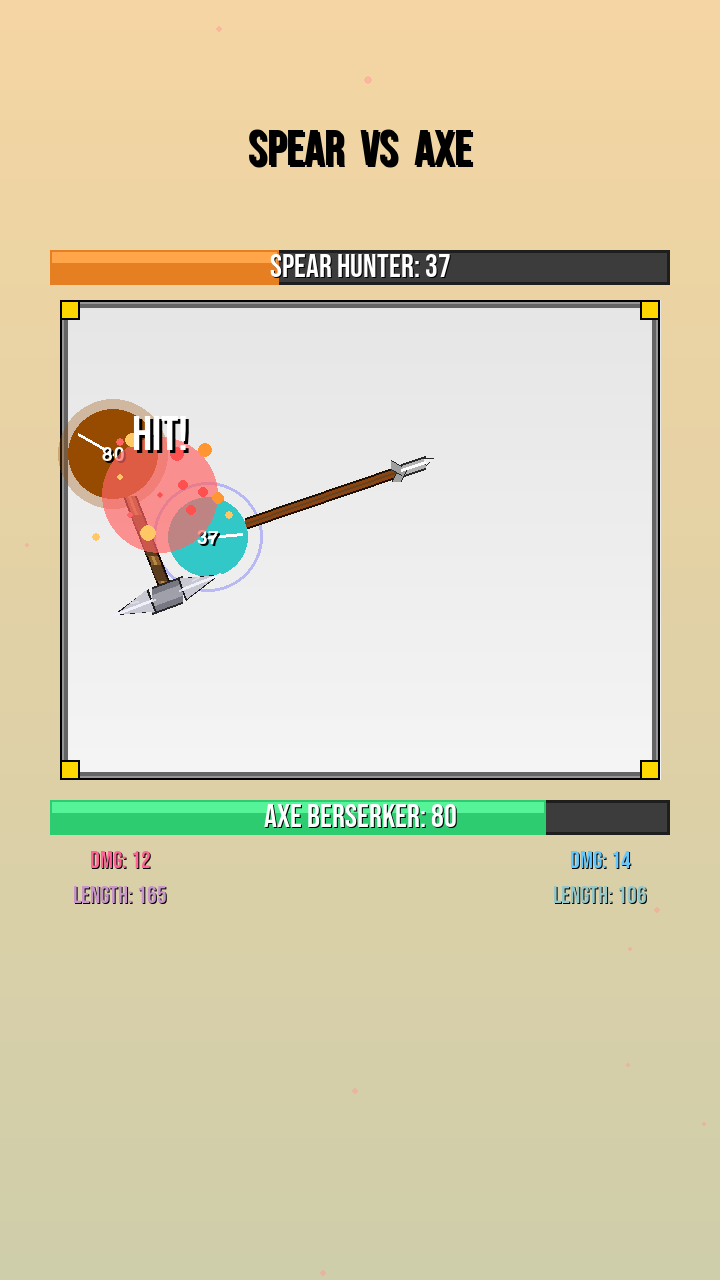 SPEAR VS AXE
SPEAR HUNTER: 37
80
HIT!
37
AXE BERSERKER: 80
DMG: 12
DMG: 14
LENGTH: 165
LENGTH: 106